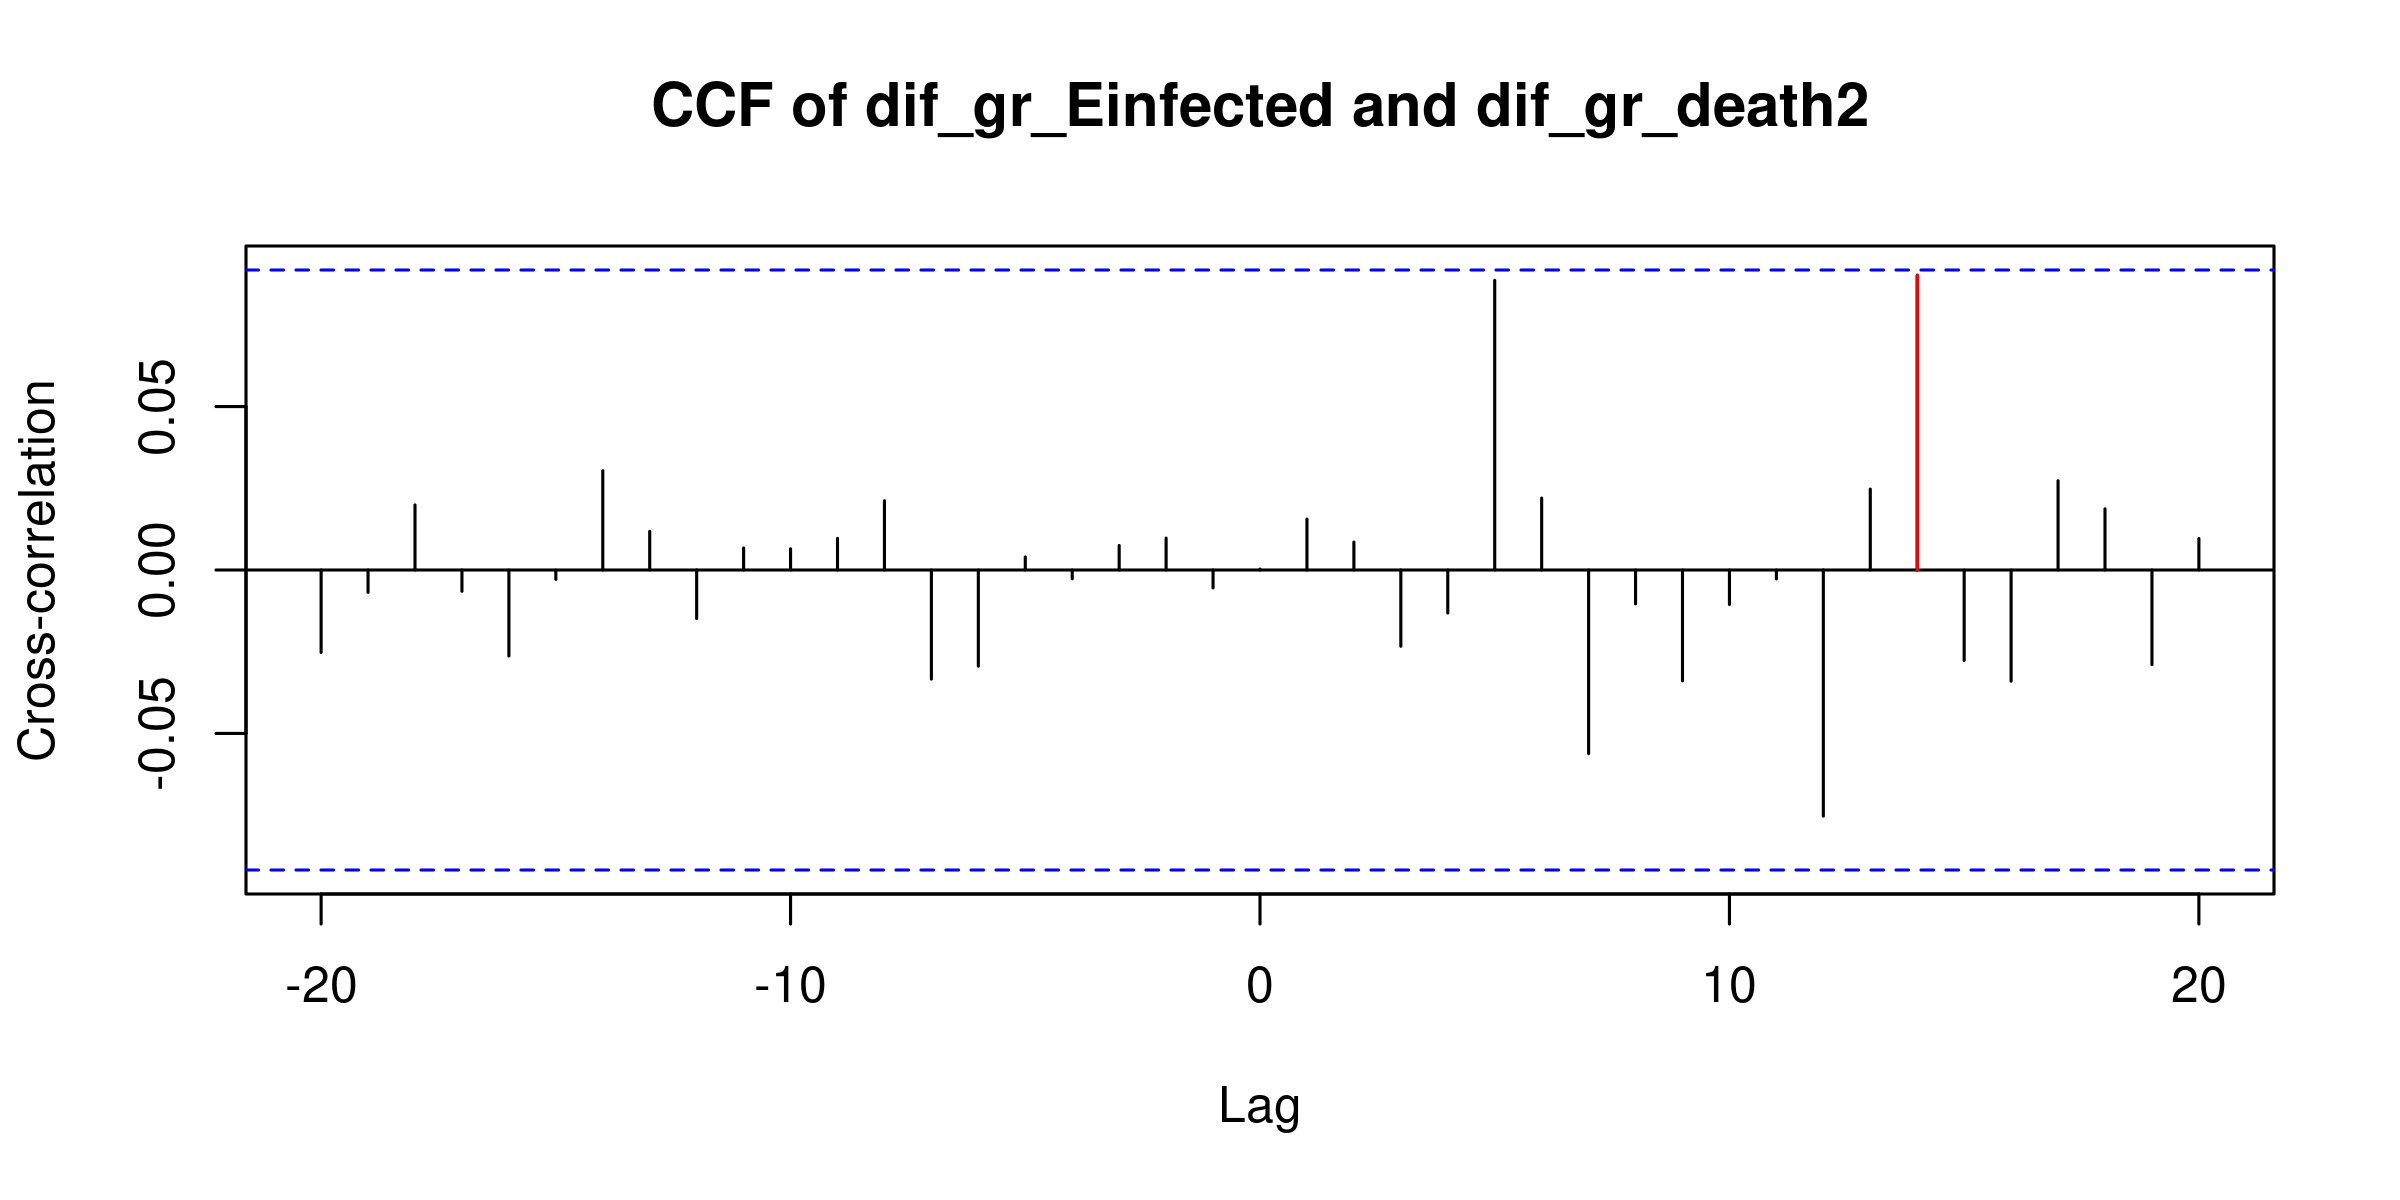 CCF of dif_gr_Einfected and dif_gr_death2
Cross-correlation
0.05
0.00
-0.05
-20 -10 0 10 20
Lag